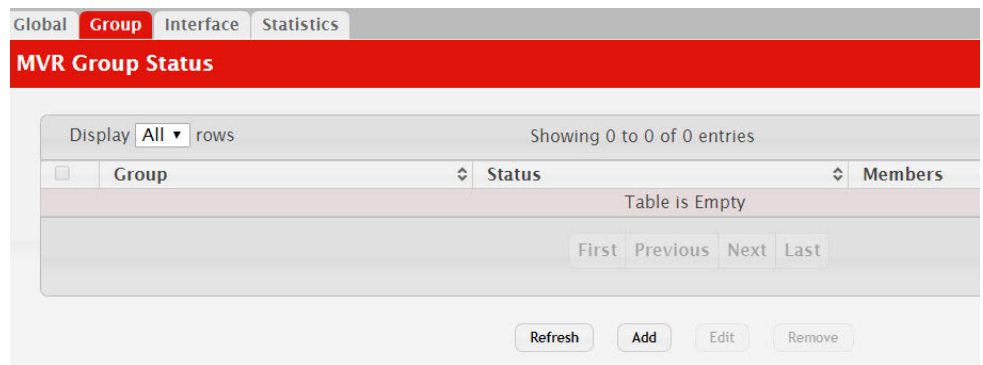 Global Group Interface Statistics
MVR Group Status
Display All rows Showing 0 to 0 of 0 entries
Group Status Members
Table is Empty
First Previous Next Last
Refresh Add Edit Remove